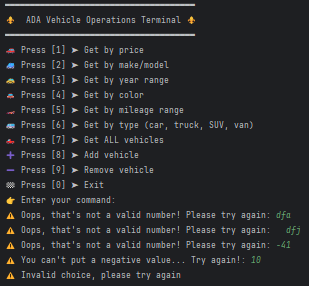 ADA Vehicle Operations Terminal
Press [1] ➤ Get by price
Press [2] ➤ Get by make/model
Press [3] ➤ Get by year range
Press [4] ➤ Get by color
Press [5] ➤ Get by mileage range
Press [6] ➤ Get by type (car, truck, SUV, van)
Press [7] ➤ Get ALL vehicles
Press [8] ➤ Add vehicle
Press [9] ➤ Remove vehicle
Press [0] ➤ Exit
Enter your command:
Oops, that's not a valid number! Please try again: dfa
Oops, that's not a valid number! Please try again: dfj
Oops, that's not a valid number! Please try again: -41
You can't put a negative value... Try again!: 10
Invalid choice, please try again